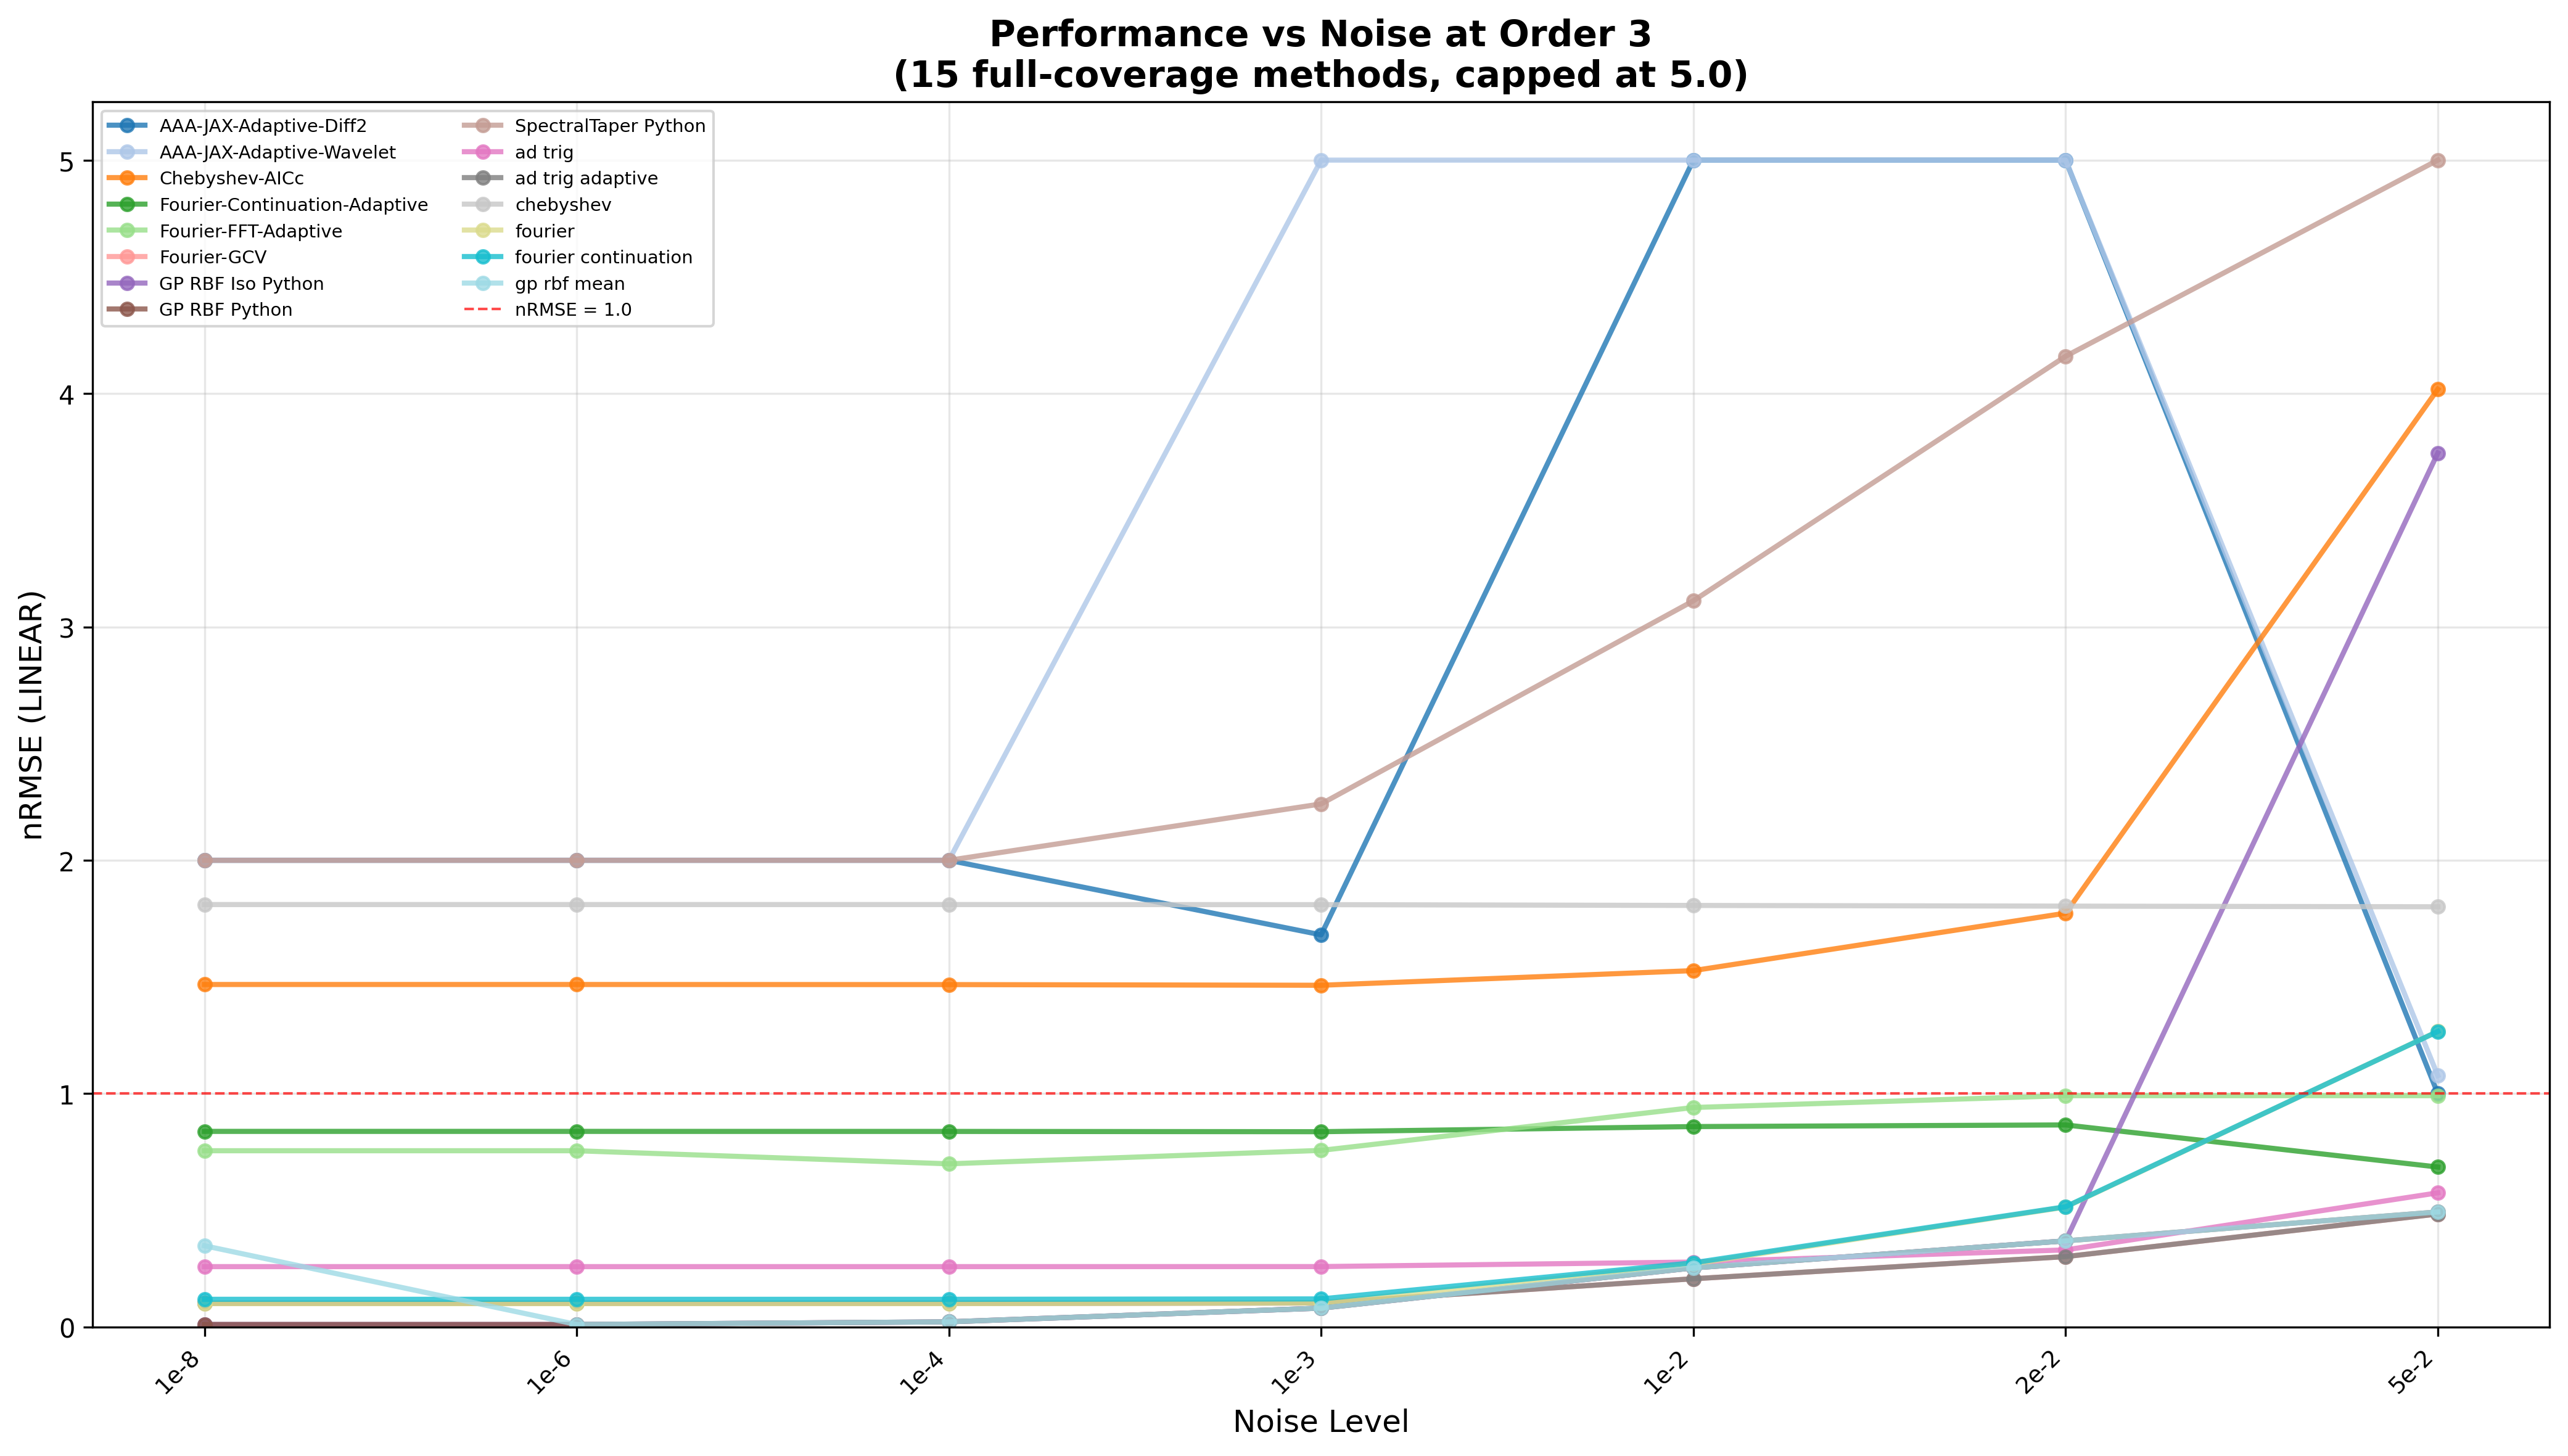 Performance vs Noise at Order 3
(15 full-coverage methods, capped at 5.0)
AAA-JAX-Adaptive-Diff2
AAA-JAX-Adaptive-Wavelet
Chebyshev-AICc
Fourier-Continuation-Adaptive
Fourier-FFT-Adaptive
Fourier-GCV
GP RBF Iso Python
GP RBF Python
SpectralTaper Python
ad trig
ad trig adaptive
chebyshev
fourier
fourier continuation
gp rbf mean
nRMSE = 1.0
nRMSE (LINEAR)
5
4
3
2
1
0
1e-8
1e-6
1e-4
1e-3
1e-2
2e-2
5e-2
Noise Level